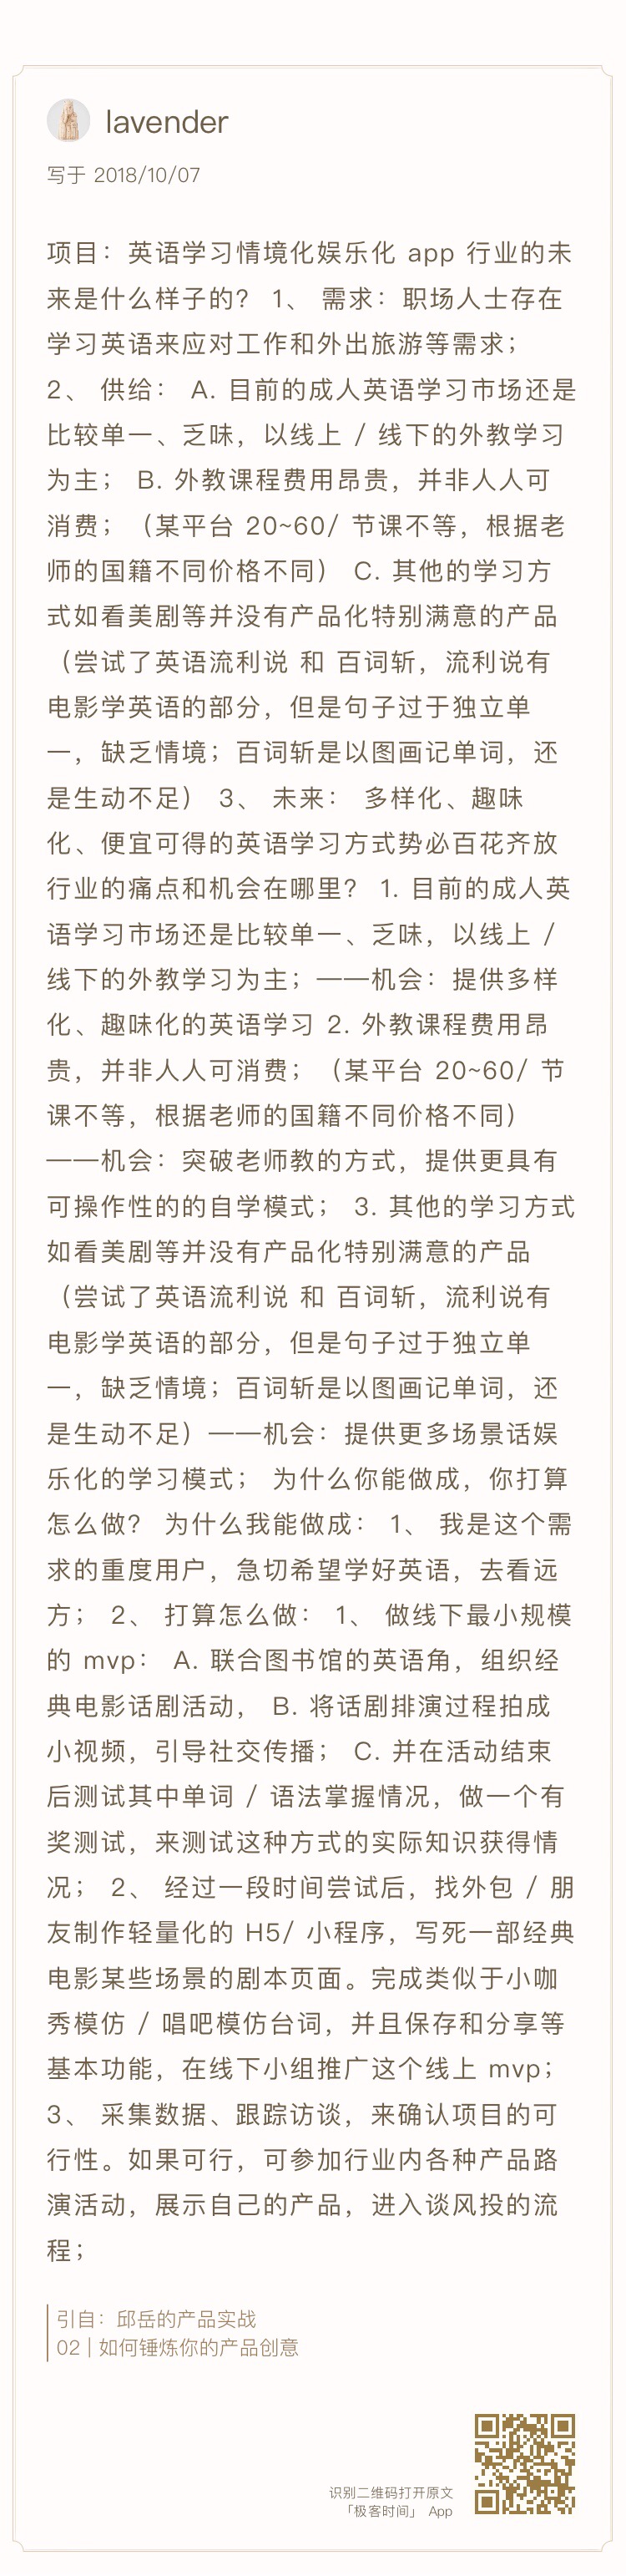 lavender
写于 2018/10/07
项目：英语学习情境化娱乐化 app 行业的未
来是什么样子的？ 1、 需求：职场人士存在
学习英语来应对工作和外出旅游等需求；
2、 供给： A. 目前的成人英语学习市场还是
比较单一、乏味，以线上 / 线下的外教学习
为主； B. 外教课程费用昂贵，并非人人可
消费；（某平台 20~60/ 节课不等，根据老
师的国籍不同价格不同） C. 其他的学习方
式如看美剧等并没有产品化特别满意的产品
（尝试了英语流利说 和 百词斩，流利说有
电影学英语的部分，但是句子过于独立单
一，缺乏情境；百词斩是以图画记单词，还
是生动不足） 3、 未来： 多样化、趣味
化、便宜可得的英语学习方式势必百花齐放
行业的痛点和机会在哪里？ 1. 目前的成人英
语学习市场还是比较单一、乏味，以线上 /
线下的外教学习为主；——机会：提供多样
化、趣味化的英语学习 2. 外教课程费用昂
贵，并非人人可消费；（某平台 20~60/ 节
课不等，根据老师的国籍不同价格不同）
——机会：突破老师教的方式，提供更具有
可操作性的的自学模式； 3. 其他的学习方式
如看美剧等并没有产品化特别满意的产品
（尝试了英语流利说 和 百词斩，流利说有
电影学英语的部分，但是句子过于独立单
一，缺乏情境；百词斩是以图画记单词，还
是生动不足）——机会：提供更多场景话娱
乐化的学习模式； 为什么你能做成，你打算
怎么做？ 为什么我能做成： 1、 我是这个需
求的重度用户，急切希望学好英语，去看远
方； 2、 打算怎么做： 1、 做线下最小规模
的 mvp： A. 联合图书馆的英语角，组织经
典电影话剧活动， B. 将话剧排演过程拍成
小视频，引导社交传播； C. 并在活动结束
后测试其中单词 / 语法掌握情况，做一个有
奖测试，来测试这种方式的实际知识获得情
况； 2、 经过一段时间尝试后，找外包 / 朋
友制作轻量化的 H5/ 小程序，写死一部经典
电影某些场景的剧本页面。完成类似于小咖
秀模仿 / 唱吧模仿台词，并且保存和分享等
基本功能，在线下小组推广这个线上 mvp；
3、 采集数据、跟踪访谈，来确认项目的可
行性。如果可行，可参加行业内各种产品路
演活动，展示自己的产品，进入谈风投的流
程；
引自：邱岳的产品实战
02 | 如何锤炼你的产品创意
识别二维码打开原文
「极客时间」 App